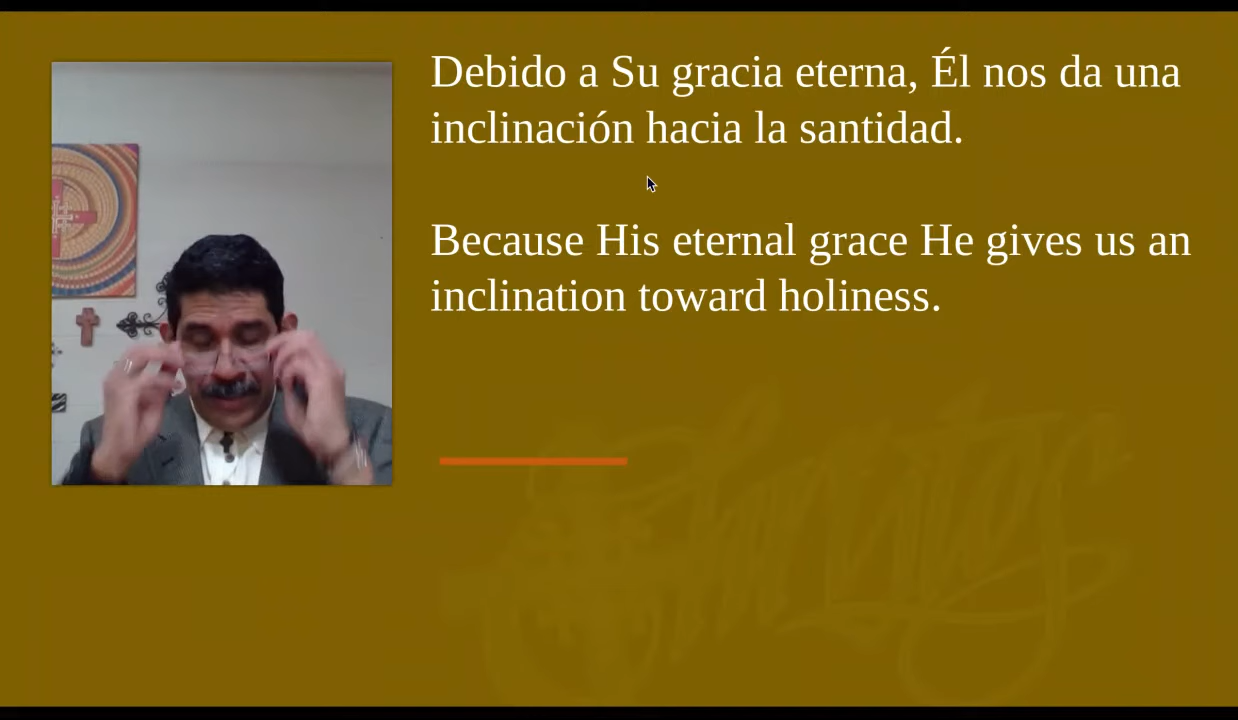 Debido a Su gracia eterna, Él nos da una
inclinación hacia la santidad.
Because His eternal grace He gives us an
inclination toward holiness.